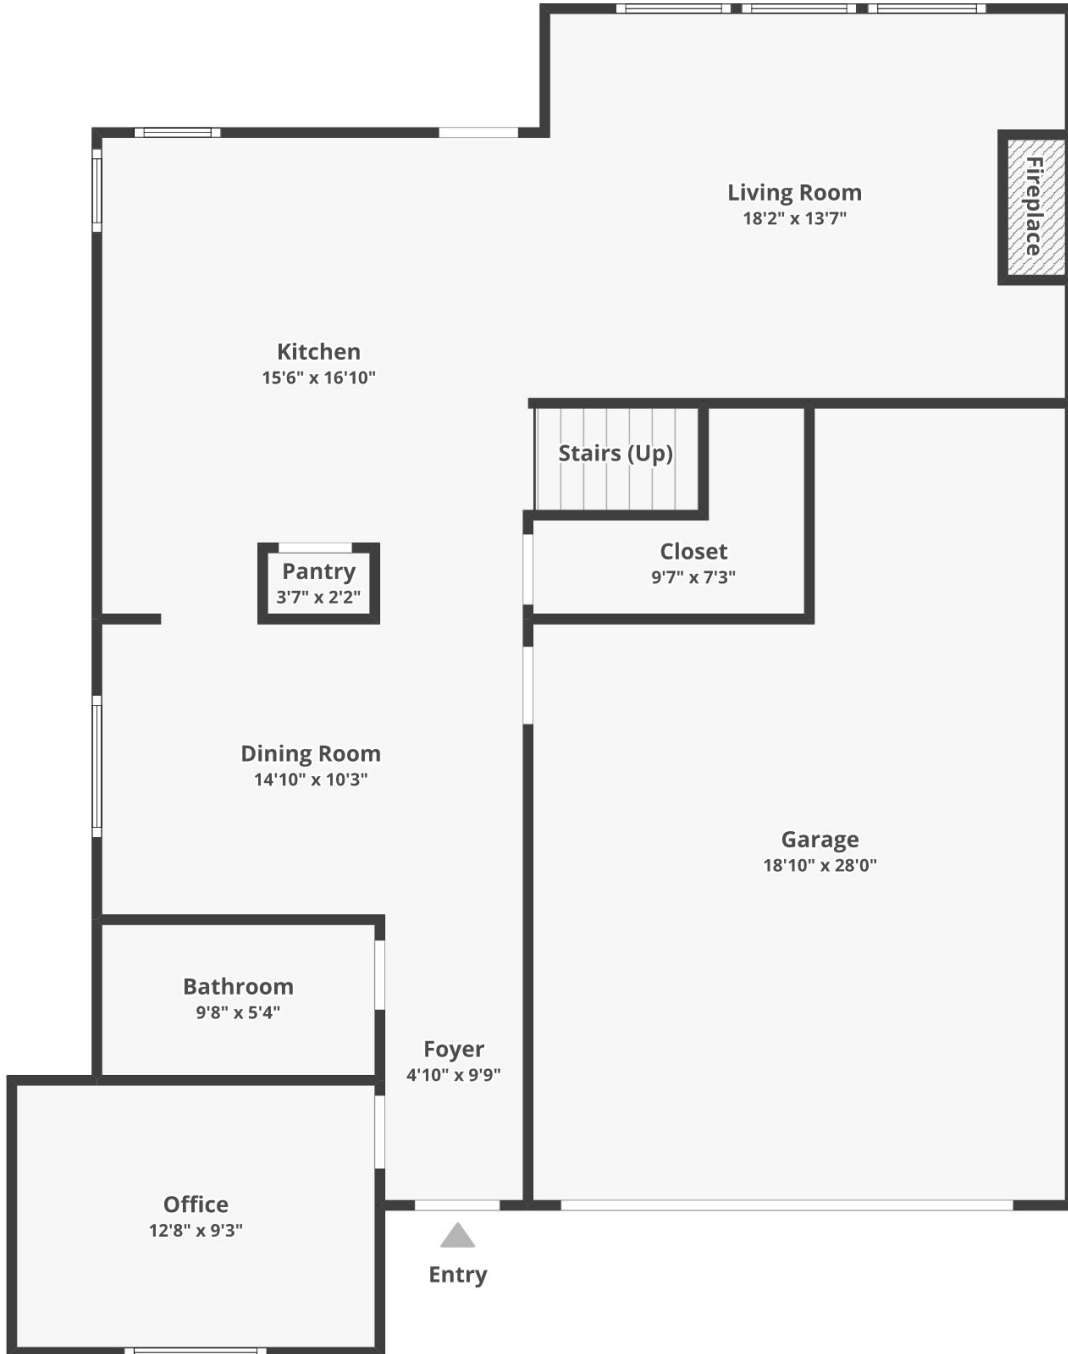 Living Room
18'2" x 13'7"
Fireplace
Kitchen
15'6" x 16'10"
Stairs (Up)
Closet
9'7" x 7'3"
Pantry
3'7" x 2'2"
Dining Room
14'10" x 10'3"
Garage
18'10" x 28'0"
Bathroom
9'8" x 5'4"
Foyer
4'10" x 9'9"
Office
12'8" x 9'3"
Entry